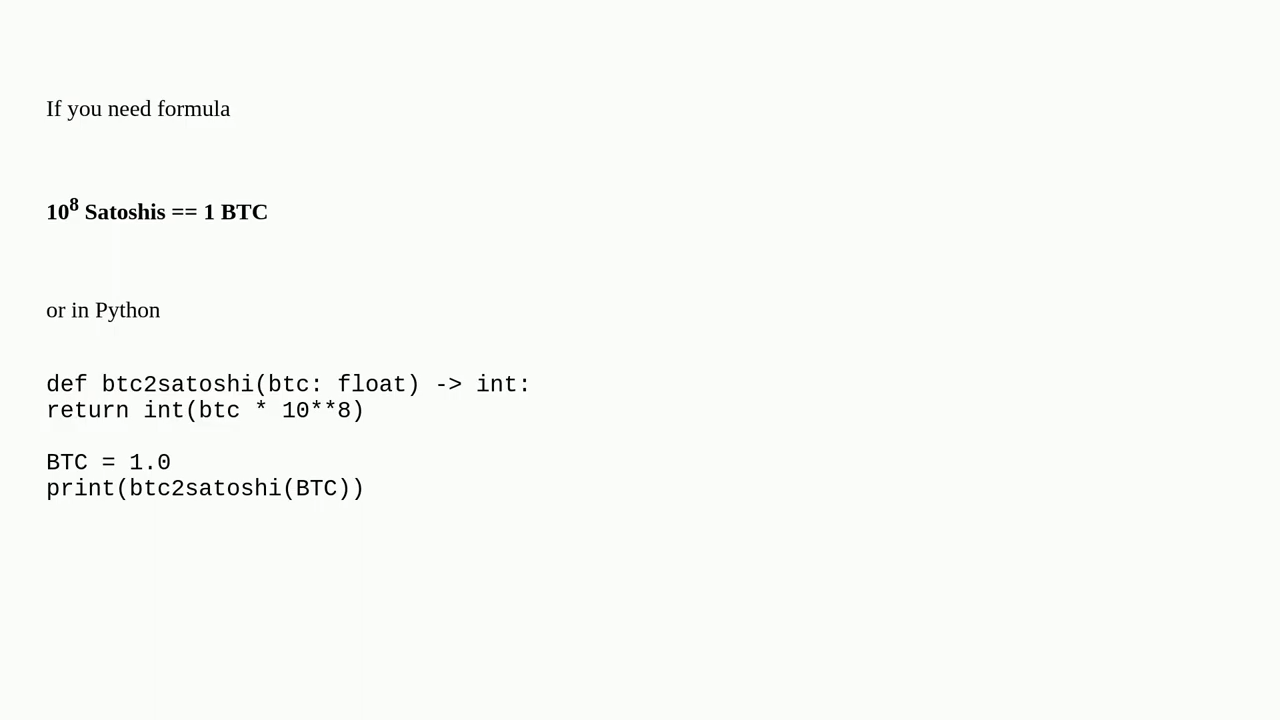 If you need formula
10⁸ Satoshis == 1 BTC
or in Python
def btc2satoshi(btc: float) -> int:
return int(btc * 10**8)
BTC = 1.0
print(btc2satoshi(BTC))